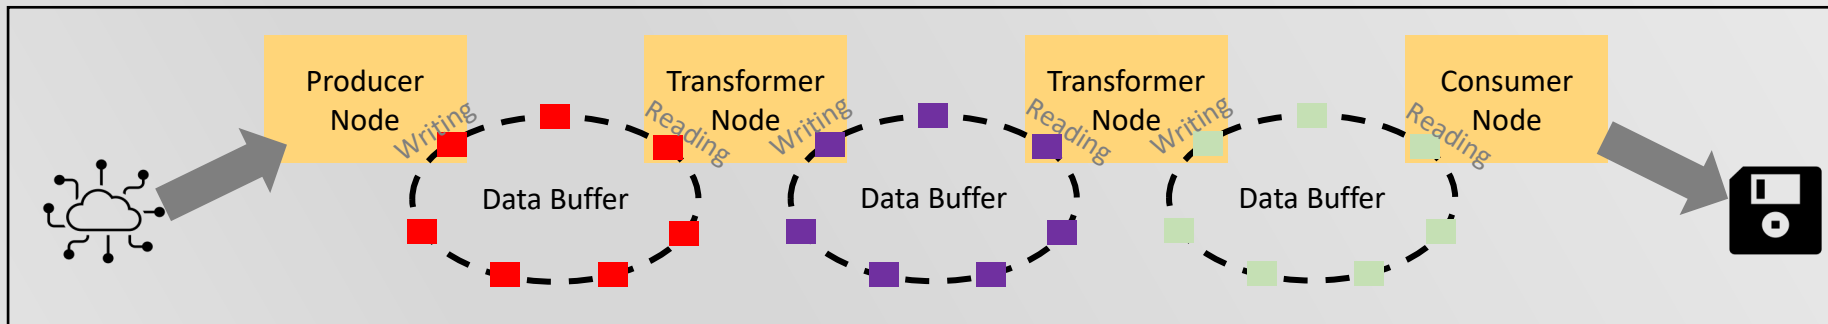 Producer
Node
Writing
Data Buffer
Reading
Transformer
Node
Writing
Data Buffer
Reading
Transformer
Node
Writing
Data Buffer
Reading
Consumer
Node